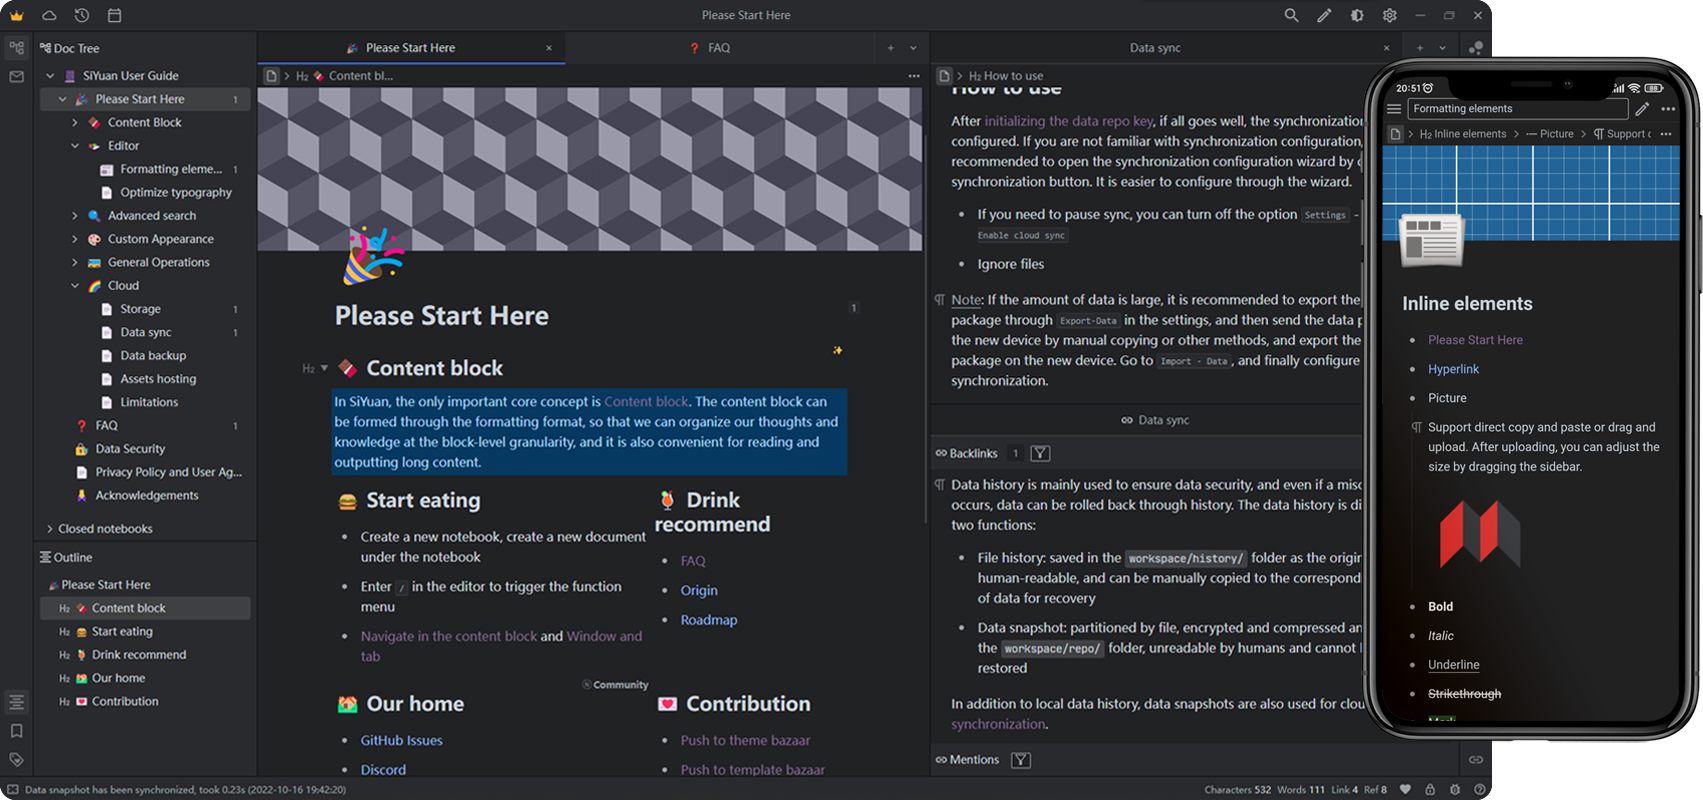 Please Start Here
Doc Tree
SiYuan User Guide
Please Start Here 1
Content Block
Editor
Formatting eleme... 1
Optimize typography
Advanced search
Custom Appearance
General Operations
Cloud
Storage 1
Data sync 1
Data backup
Assets hosting
Limitations
FAQ 1
Data Security
Privacy Policy and User Ag...
Acknowledgements
Closed notebooks
Outline
Please Start Here
H2 Content block
H2 Start eating
H2 Drink recommend
H2 Our home
H2 Contribution
Please Start Here
FAQ
H2 Content bl...
Please Start Here
1
H2 Content block
In SiYuan, the only important core concept is Content block. The content block can
be formed through the formatting format, so that we can organize our thoughts and
knowledge at the block-level granularity, and it is also convenient for reading and
outputting long content.
Start eating
Create a new notebook, create a new document
under the notebook
Enter / in the editor to trigger the function
menu
Navigate in the content block and Window and
tab
Drink
recommend
FAQ
Origin
Roadmap
Community
Our home
GitHub Issues
Discord
Contribution
Push to theme bazaar
Push to template bazaar
Data sync
H2 How to use
How to use
After initializing the data repo key, if all goes well, the synchronization
configured. If you are not familiar with synchronization configuration,
recommended to open the synchronization configuration wizard by
synchronization button. It is easier to configure through the wizard.
If you need to pause sync, you can turn off the option Settings -
Enable cloud sync
Ignore files
Note: If the amount of data is large, it is recommended to export the
package through Export-Data in the settings, and then send the data
the new device by manual copying or other methods, and export the
package on the new device. Go to Import - Data, and finally configure
synchronization.
Data sync
Backlinks 1
Data history is mainly used to ensure data security, and even if a
occurs, data can be rolled back through history. The data history is
two functions:
File history: saved in the workspace/history/ folder as the
human-readable, and can be manually copied to the
of data for recovery
Data snapshot: partitioned by file, encrypted and compressed
the workspace/repo/ folder, unreadable by humans and cannot
restored
In addition to local data history, data snapshots are also used for
synchronization.
Mentions
Data snapshot has been synchronized, took 0.23s (2022-10-16 19:42:20)
Characters 532 Words 111 Link 4 Ref 8
20:51
Formatting elements
H2 Inline elements
Picture
Support
Inline elements
Please Start Here
Hyperlink
Picture
Support direct copy and paste or drag and
upload. After uploading, you can adjust the
size by dragging the sidebar.
Bold
Italic
Underline
Strikethrough